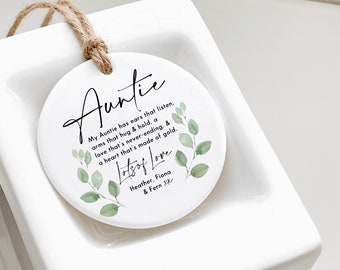 Auntie
My Auntie has ears that listen,
arms that hug & hold, a
love that's never-ending, &
a heart that's made of gold.
Lots of Love
Heather, Fiona
& Fern xx